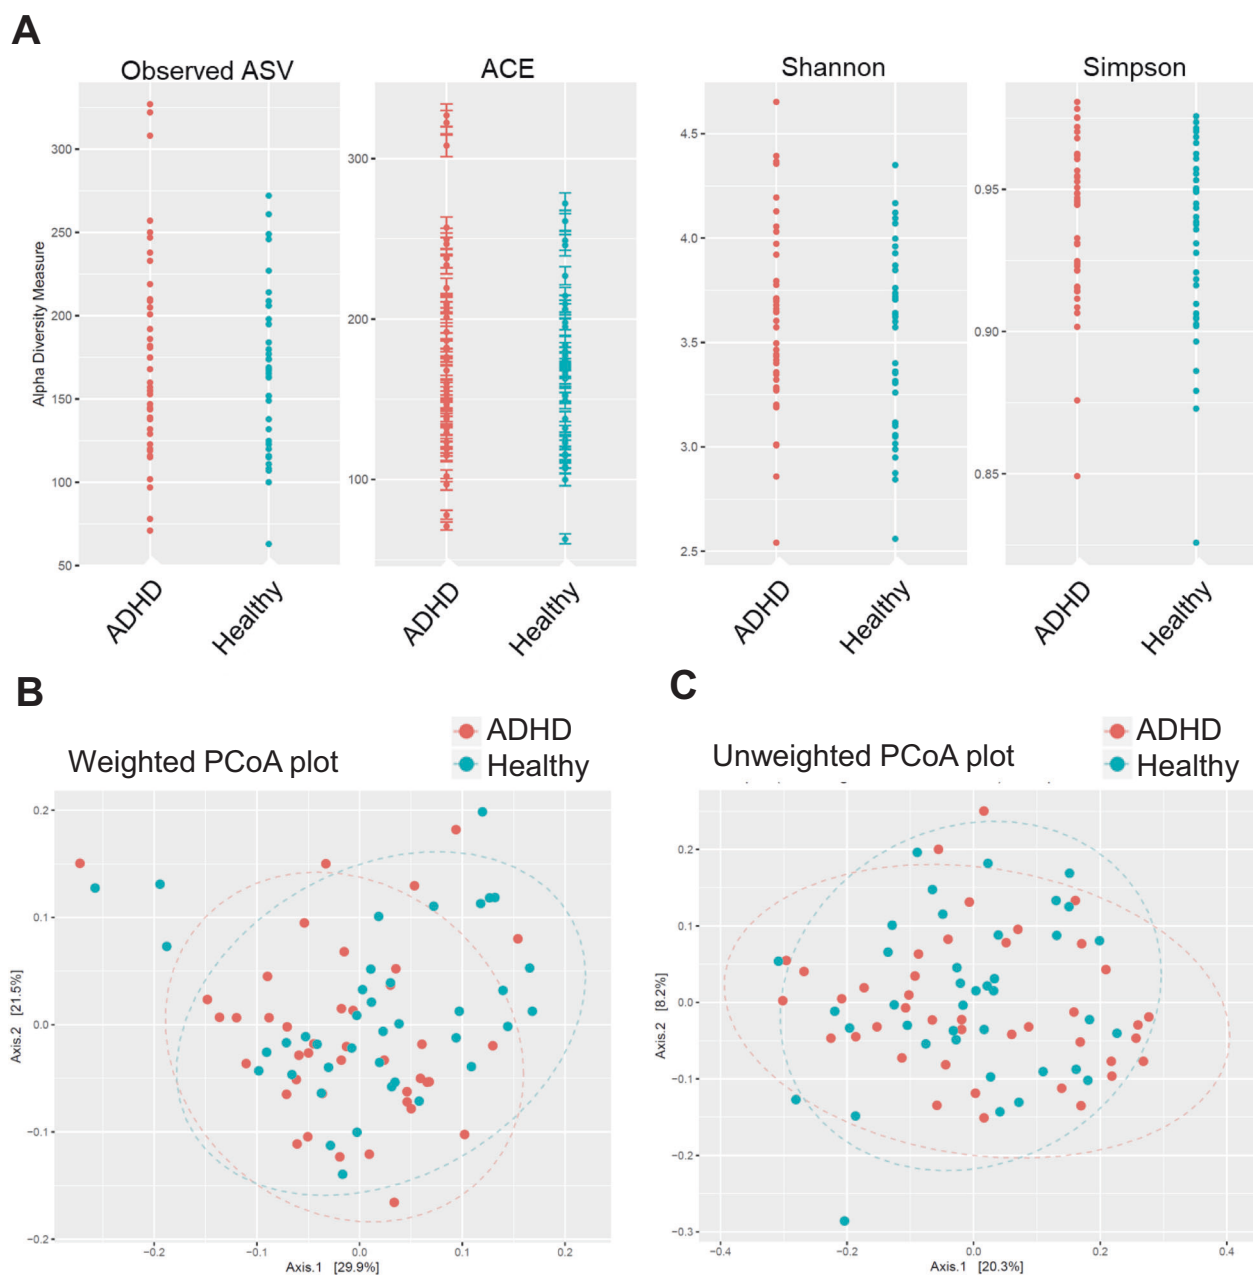 A
Observed ASV
ACE
Shannon
Simpson
Alpha Diversity Measure
300
250
200
150
100
50
300
200
100
4.5
4.0
3.5
3.0
2.5
0.95
0.90
0.85
ADHD
Healthy
ADHD
Healthy
ADHD
Healthy
ADHD
Healthy
B
ADHD
Healthy
Weighted PCoA plot
Axis.2 [21.5%]
0.2
0.1
0.0
−0.1
−0.2
−0.2
−0.1
0.0
0.1
0.2
Axis.1 [29.9%]
C
ADHD
Healthy
Unweighted PCoA plot
Axis.2 [8.2%]
0.2
0.1
0.0
−0.1
−0.2
−0.3
−0.4
−0.2
0.0
0.2
0.4
Axis.1 [20.3%]